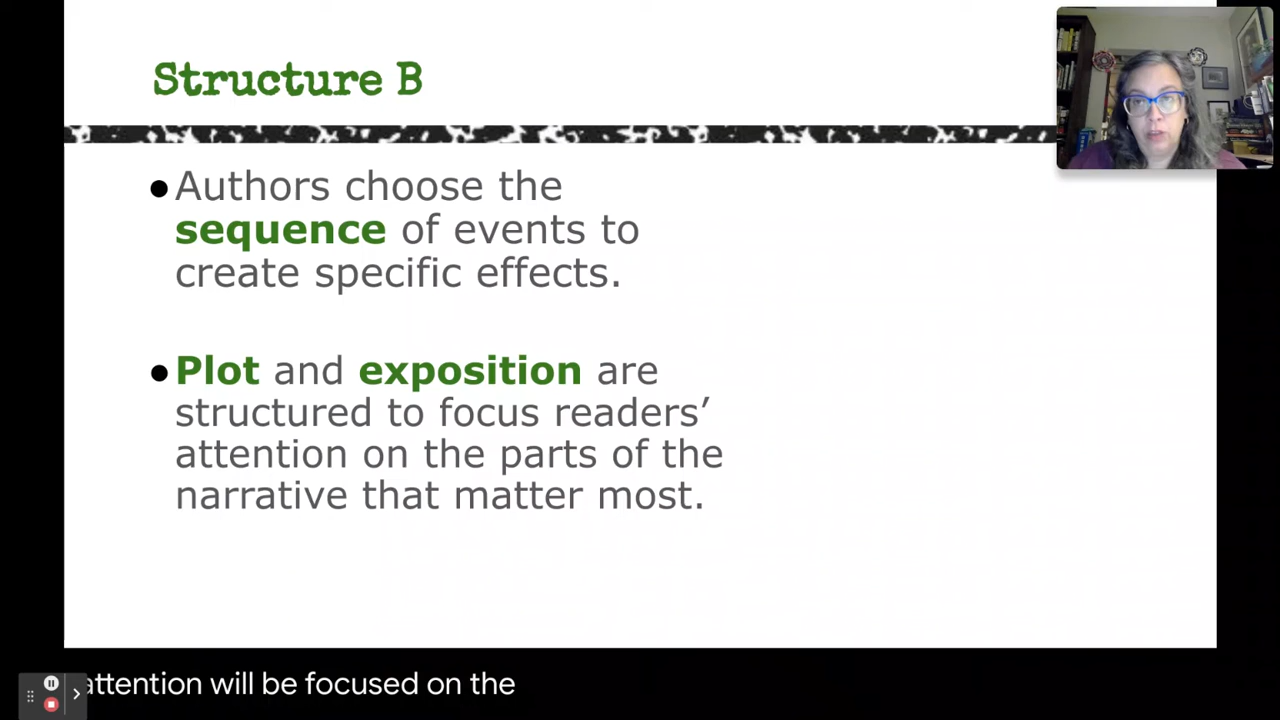 Structure B
●Authors choose the
sequence of events to
create specific effects.
●Plot and exposition are
structured to focus readers’
attention on the parts of the
narrative that matter most.
attention will be focused on the